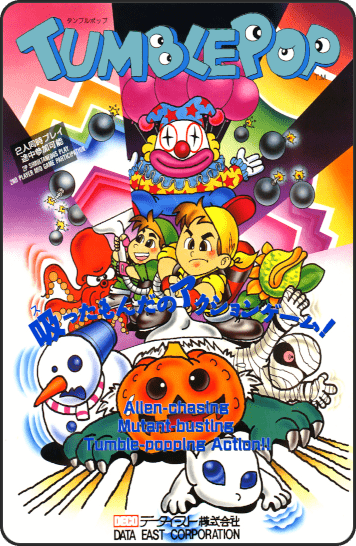 タンブルポップ
TUMBLEPOP
TM
2人同時プレイ
途中参加可能
2P SIMULTANEOUS PLAY
2ND PLAYER MID GAME PARTICIPATION
吸ったもんだのアクションゲーム!
ス
Alien-chasing
Mutant-busting
Tumble-popping Action!!
DECO データイースト株式会社
DATA EAST CORPORATION